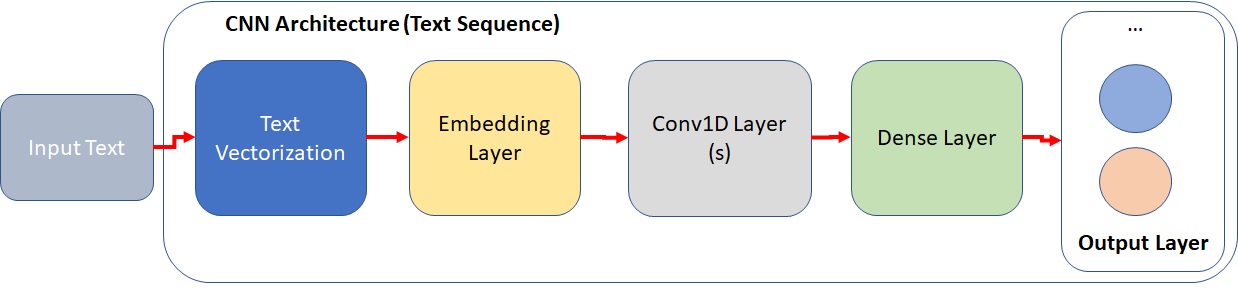 CNN Architecture (Text Sequence)
...
Input Text
Text
Vectorization
Embedding
Layer
Conv1D Layer
(s)
Dense Layer
Output Layer